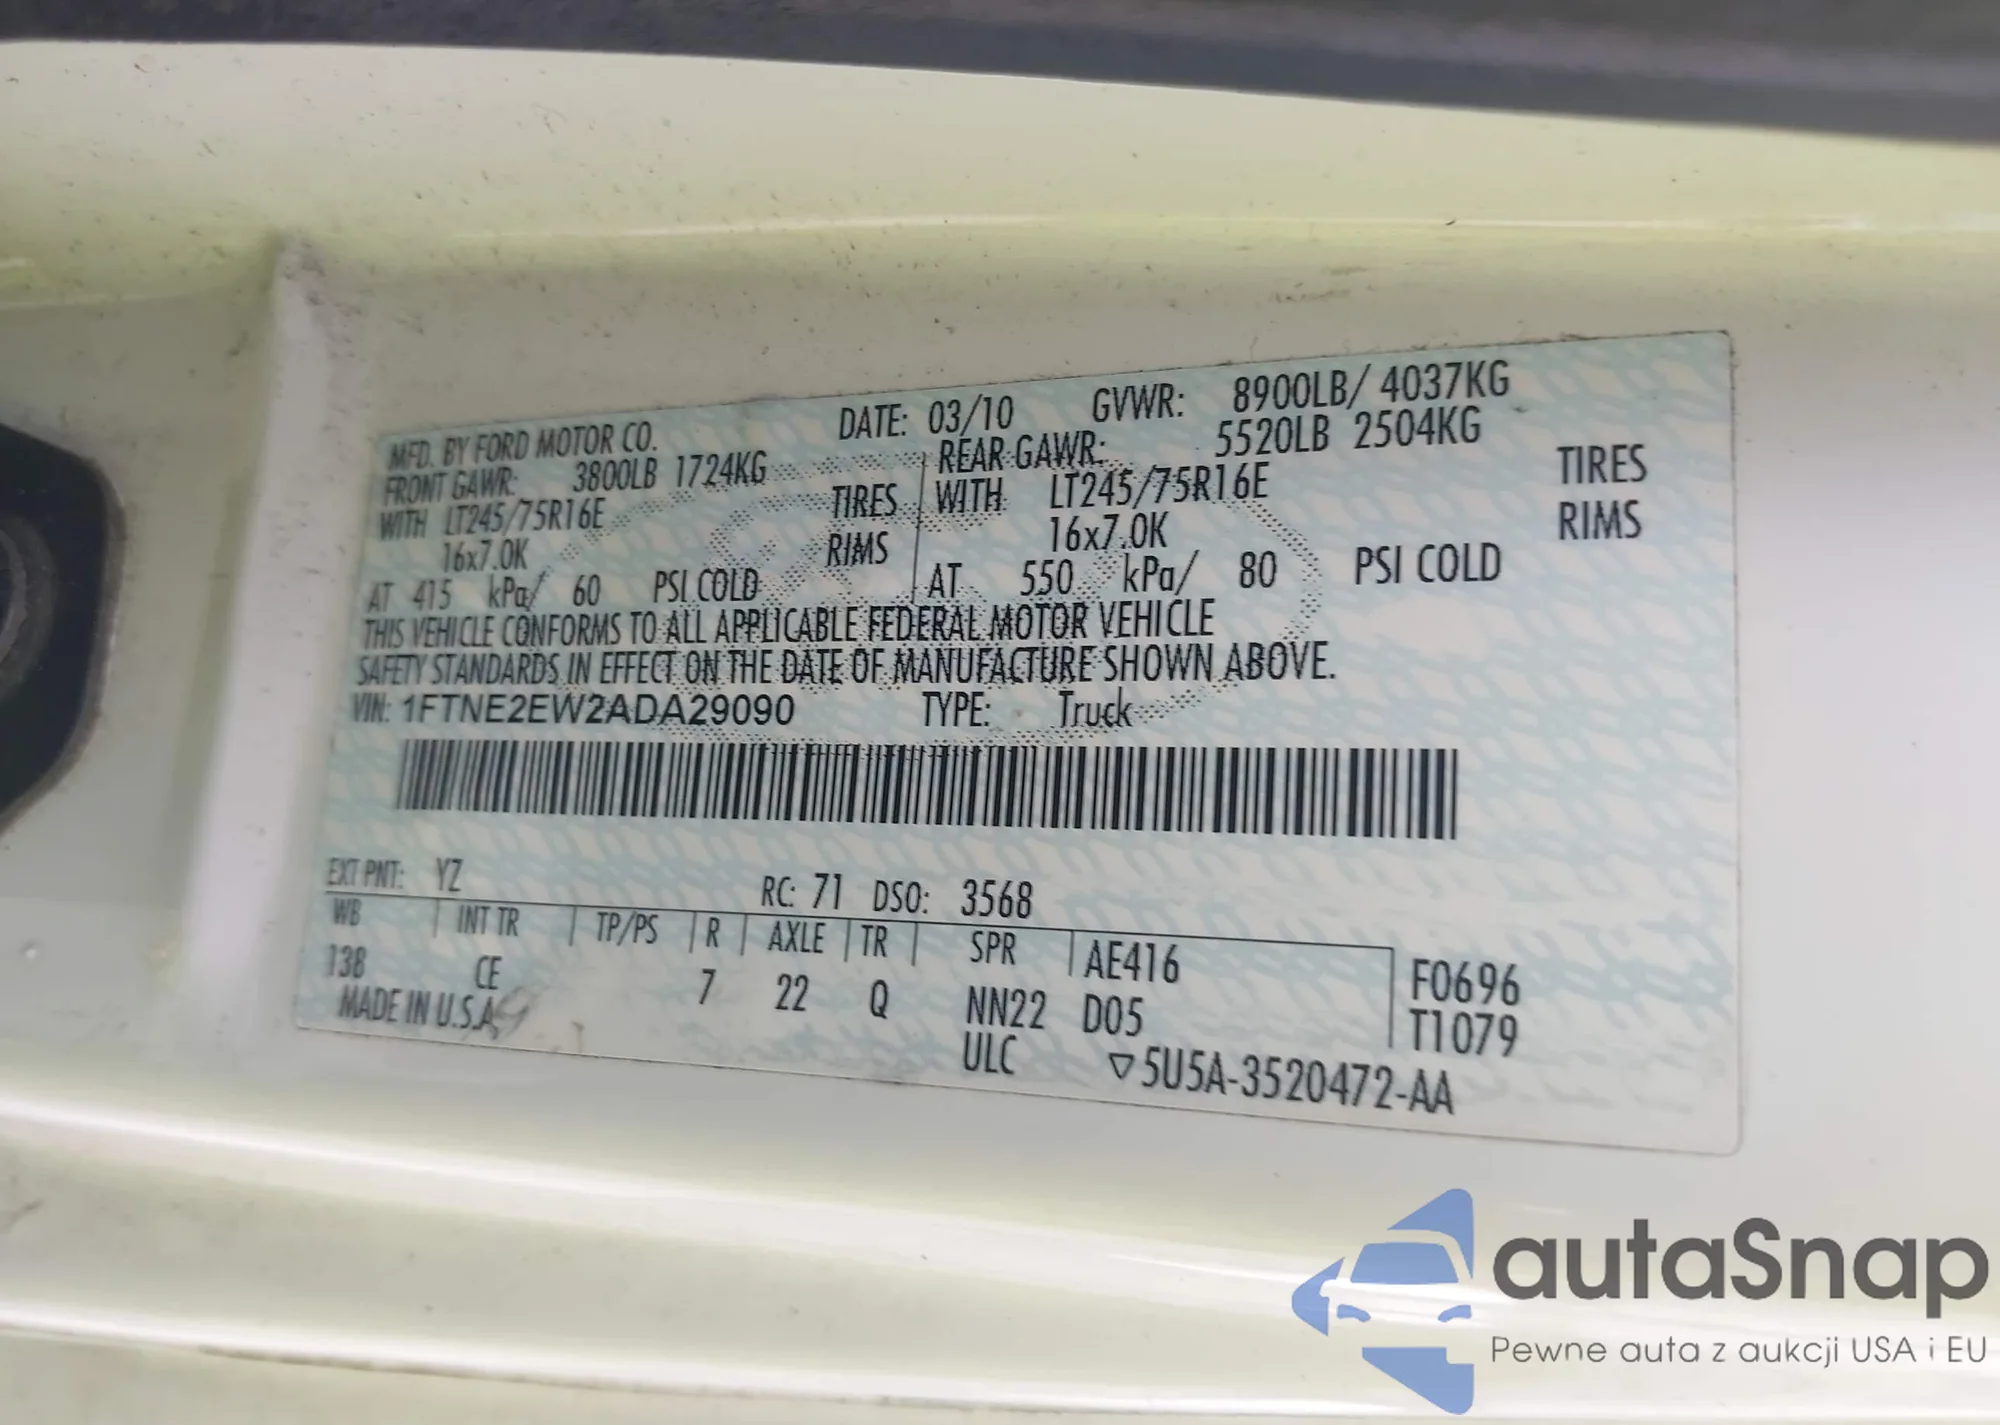 MFD. BY FORD MOTOR CO. DATE: 03/10 GVWR: 8900LB/ 4037KG
FRONT GAWR: 3800LB 1724KG REAR GAWR: 5520LB 2504KG
WITH LT245/75R16E TIRES WITH LT245/75R16E TIRES
16x7.0K RIMS 16x7.0K RIMS
AT 415 kPa/ 60 PSI COLD AT 550 kPa/ 80 PSI COLD
THIS VEHICLE CONFORMS TO ALL APPLICABLE FEDERAL MOTOR VEHICLE
SAFETY STANDARDS IN EFFECT ON THE DATE OF MANUFACTURE SHOWN ABOVE.
VIN: 1FTNE2EW2ADA29090 TYPE: Truck
EXT PNT: YZ RC: 71 DSO: 3568
WB INT TR TP/PS R AXLE TR SPR AE416 F0696
138 CE 7 22 Q NN22 D05 T1079
MADE IN U.S.A. ULC ▽5U5A-3520472-AA
autaSnap
Pewne auta z aukcji USA i EU